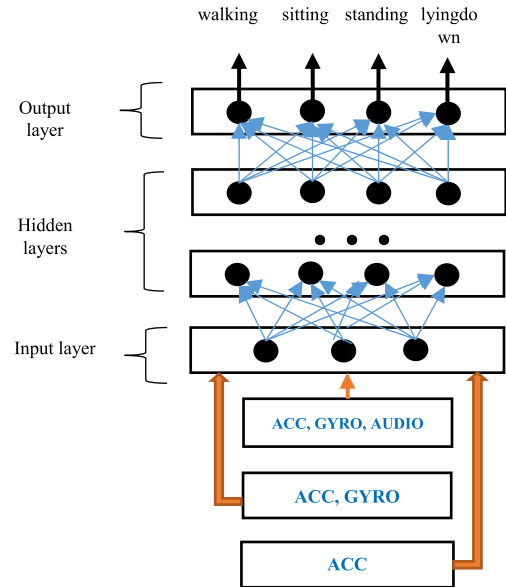 walking sitting standing lyingdo
wn
Output
layer
Hidden
layers
Input layer
ACC, GYRO, AUDIO
ACC, GYRO
ACC